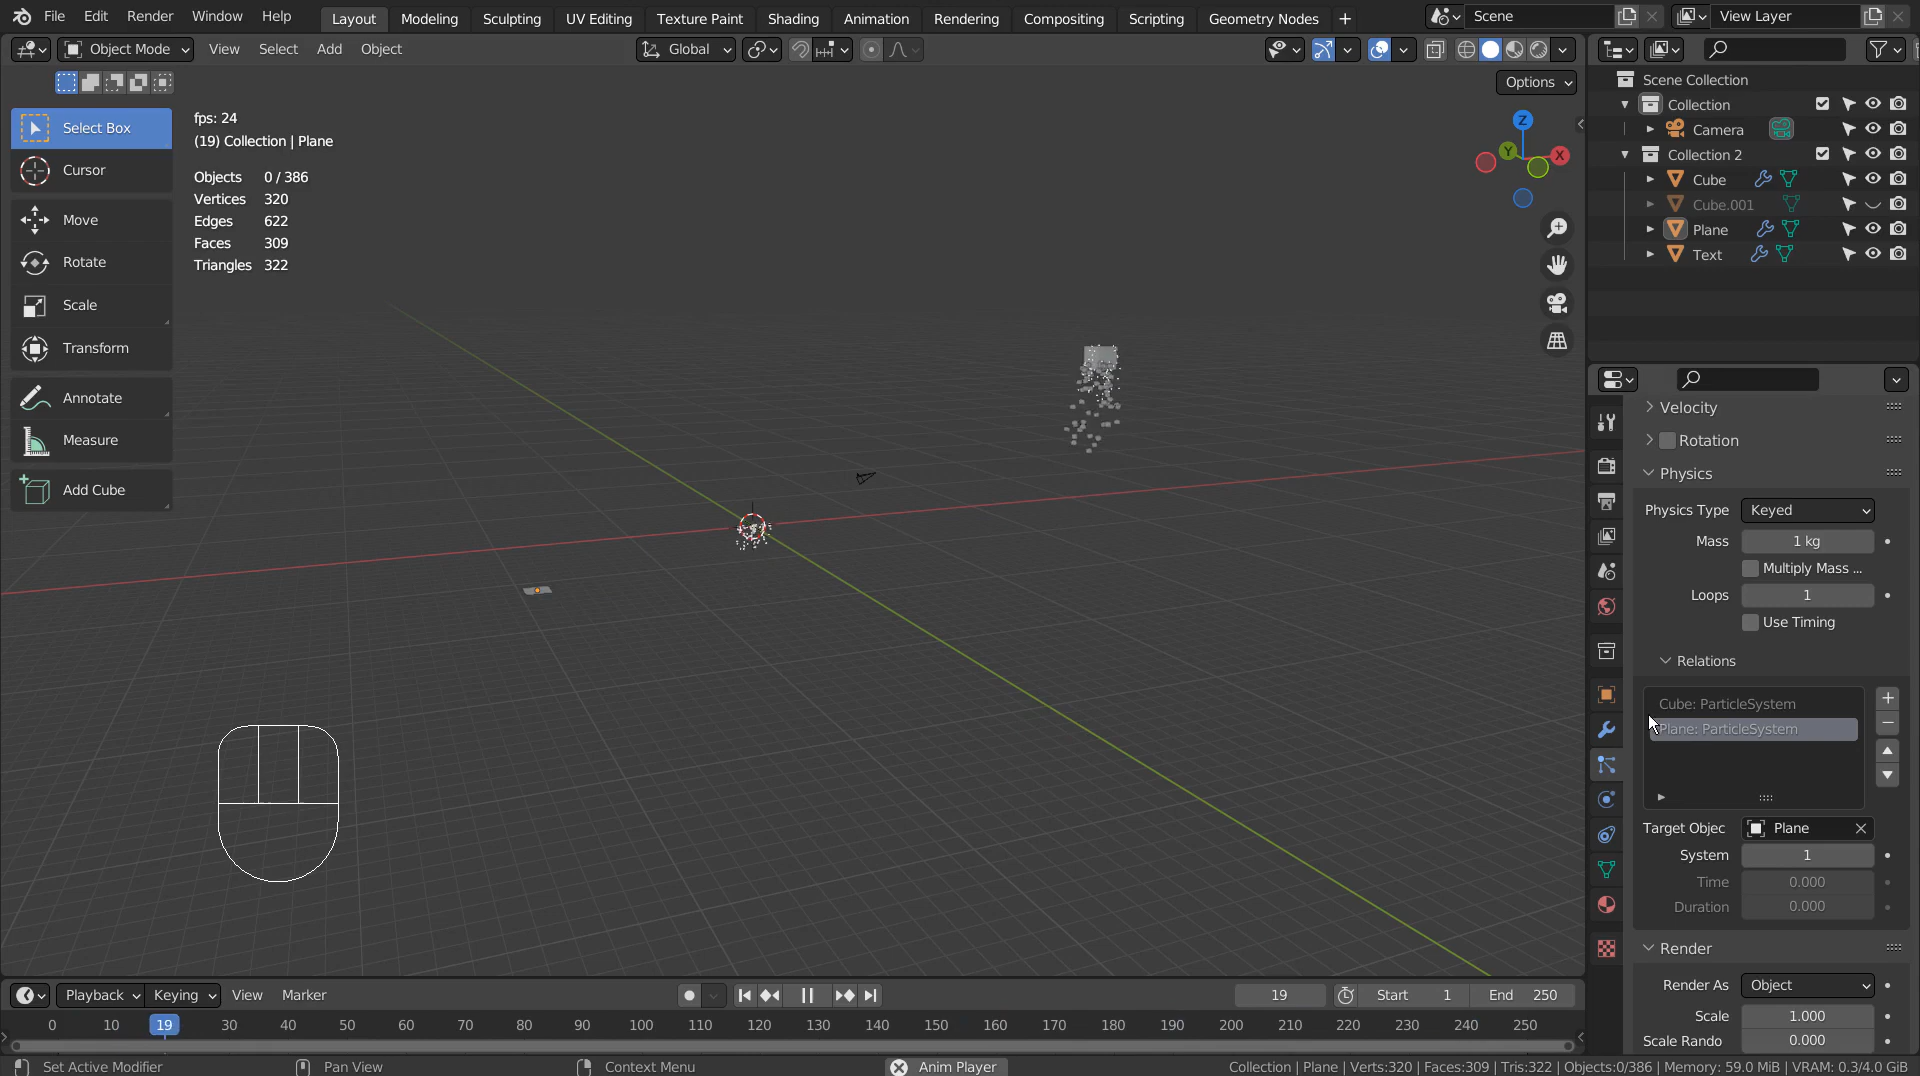 File Edit Render Window Help Layout Modeling Sculpting UV Editing Texture Paint Shading Animation Rendering Compositing Scripting Geometry Nodes + Scene View Layer
Object Mode View Select Add Object Global
Options
Select Box
Cursor
Move
Rotate
Scale
Transform
Annotate
Measure
Add Cube
fps: 24
(19) Collection | Plane
Objects 0 / 386
Vertices 320
Edges 622
Faces 309
Triangles 322
Z
Y
X
Scene Collection
Collection
Camera
Collection 2
Cube
Cube.001
Plane
Text
Velocity
Rotation
Physics
Physics Type Keyed
Mass 1 kg
Multiply Mass ...
Loops 1
Use Timing
Relations
Cube: ParticleSystem
Plane: ParticleSystem
Target Objec Plane
System 1
Time 0.000
Duration 0.000
Render
Render As Object
Scale 1.000
Scale Rando 0.000
Playback Keying View Marker 19 Start 1 End 250
0 10 19 30 40 50 60 70 80 90 100 110 120 130 140 150 160 170 180 190 200 210 220 230 240 250
Set Active Modifier Pan View Context Menu Anim Player Collection | Plane | Verts:320 | Faces:309 | Tris:322 | Objects:0/386 | Memory: 59.0 MiB | VRAM: 0.3/4.0 GiB